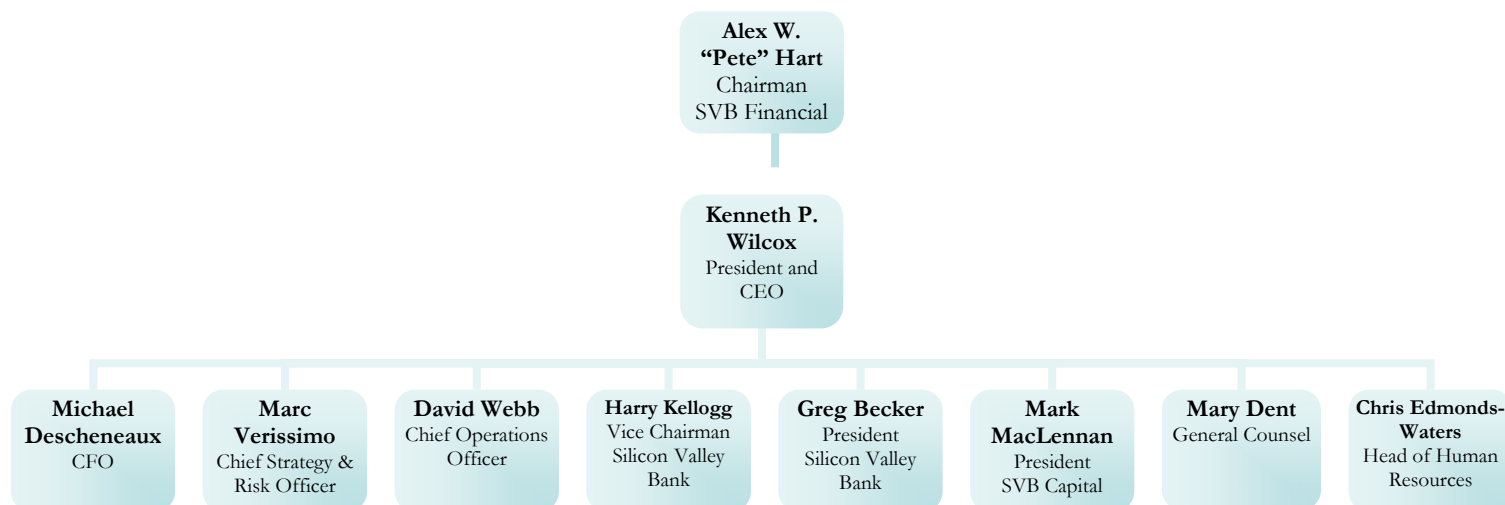 Alex W.
“Pete” Hart
Chairman
SVB Financial
Kenneth P.
Wilcox
President and
CEO
Michael
Descheneaux
CFO
Marc
Verissimo
Chief Strategy &
Risk Officer
David Webb
Chief Operations
Officer
Harry Kellogg
Vice Chairman
Silicon Valley
Bank
Greg Becker
President
Silicon Valley
Bank
Mark
MacLennan
President
SVB Capital
Mary Dent
General Counsel
Chris Edmonds-
Waters
Head of Human
Resources